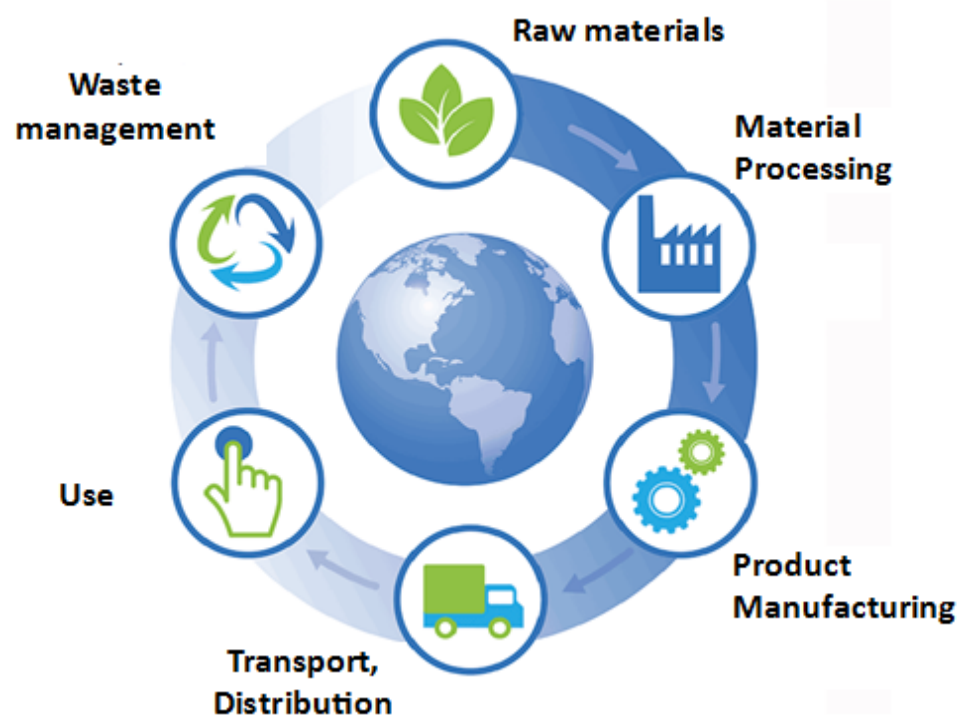 Raw materials
Material
Processing
Product
Manufacturing
Transport,
Distribution
Use
Waste
management